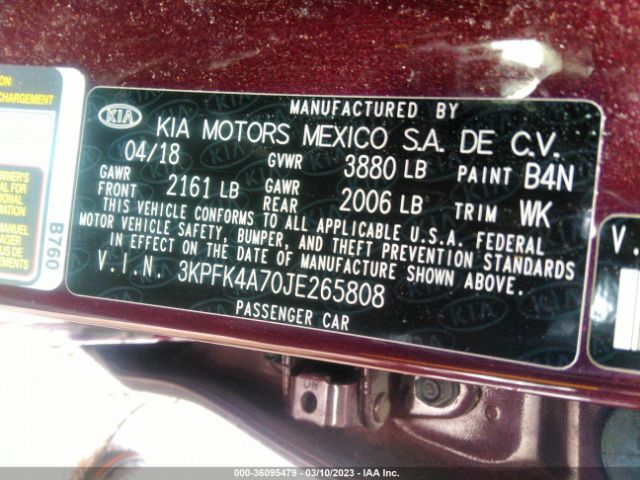 MANUFACTURED BY
KIA KIA MOTORS MEXICO S.A. DE C.V.
04/18 GVWR 3880 LB PAINT B4N
GAWR FRONT 2161 LB GAWR REAR 2006 LB TRIM WK
THIS VEHICLE CONFORMS TO ALL APPLICABLE U.S.A. FEDERAL
MOTOR VEHICLE SAFETY, BUMPER, AND THEFT PREVENTION STANDARDS
IN EFFECT ON THE DATE OF MANUFACTURE SHOWN ABOVE.
V.I.N. 3KPFK4A70JE265808
PASSENGER CAR
CHARGEMENT
B760
V.
000-36095479 — 03/10/2023 — IAA Inc.